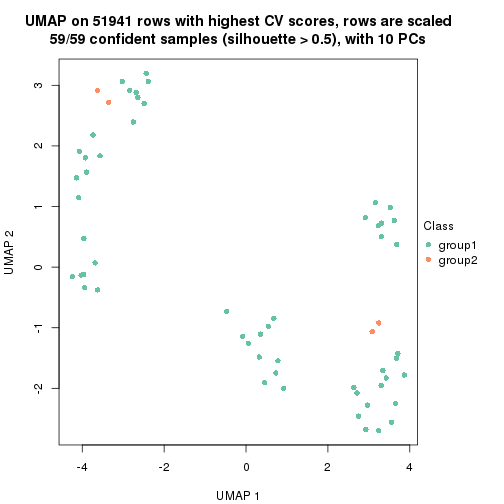 UMAP on 51941 rows with highest CV scores, rows are scaled
59/59 confident samples (silhouette > 0.5), with 10 PCs
3
2
1
0
-1
-2
UMAP 2
-4
-2
0
2
4
UMAP 1
Class
group1
group2